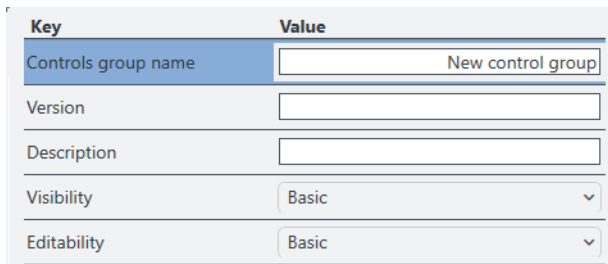 Key Value
Controls group name New control group
Version
Description
Visibility Basic
Editability Basic